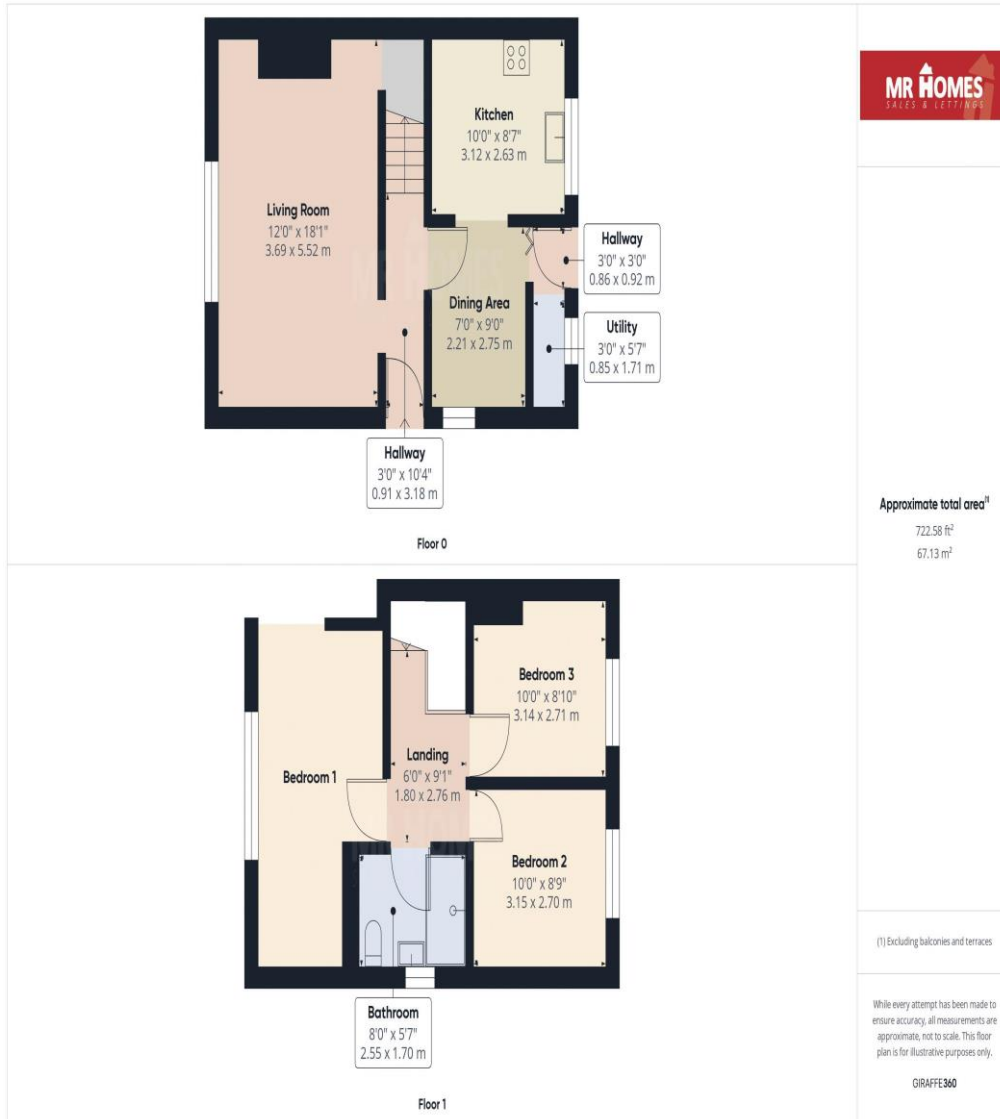 MR HOMES
SALES & LETTINGS
Kitchen
10'0" x 8'7"
3.12 x 2.63 m
Living Room
12'0" x 18'1"
3.69 x 5.52 m
Hallway
3'0" x 3'0"
0.86 x 0.92 m
Dining Area
7'0" x 9'0"
2.21 x 2.75 m
Utility
3'0" x 5'7"
0.85 x 1.71 m
MR HOMES
Hallway
3'0" x 10'4"
0.91 x 3.18 m
Floor 0
Approximate total area(1)
722.58 ft²
67.13 m²
Bedroom 3
10'0" x 8'10"
3.14 x 2.71 m
Landing
6'0" x 9'1"
1.80 x 2.76 m
Bedroom 1
Bedroom 2
10'0" x 8'9"
3.15 x 2.70 m
Bathroom
8'0" x 5'7"
2.55 x 1.70 m
Floor 1
(1) Excluding balconies and terraces
While every attempt has been made to
ensure accuracy, all measurements are
approximate, not to scale. This floor
plan is for illustrative purposes only.
GIRAFFE360